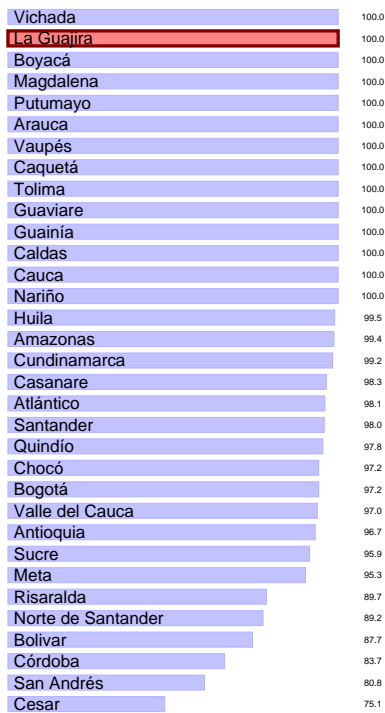 Vichada 100.0
La Guajira 100.0
Boyacá 100.0
Magdalena 100.0
Putumayo 100.0
Arauca 100.0
Vaupés 100.0
Caquetá 100.0
Tolima 100.0
Guaviare 100.0
Guainía 100.0
Caldas 100.0
Cauca 100.0
Nariño 100.0
Huila 99.5
Amazonas 99.4
Cundinamarca 99.2
Casanare 98.3
Atlántico 98.1
Santander 98.0
Quindío 97.8
Chocó 97.2
Bogotá 97.2
Valle del Cauca 97.0
Antioquia 96.7
Sucre 95.9
Meta 95.3
Risaralda 89.7
Norte de Santander 89.2
Bolivar 87.7
Córdoba 83.7
San Andrés 80.8
Cesar 75.1